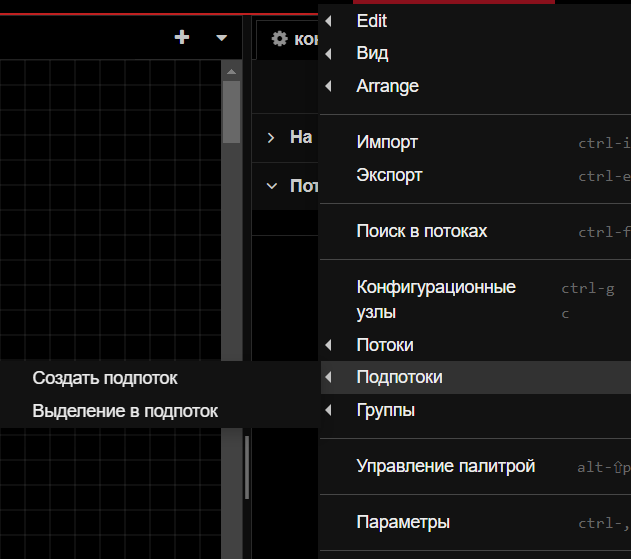 кон
На
Пот
Edit
Вид
Arrange
Импорт ctrl-i
Экспорт ctrl-e
Поиск в потоках ctrl-f
Конфигурационные ctrl-g
узлы c
Потоки
Подпотоки
Создать подпоток
Выделение в подпоток
Группы
Управление палитрой alt-⇧p
Параметры ctrl-,